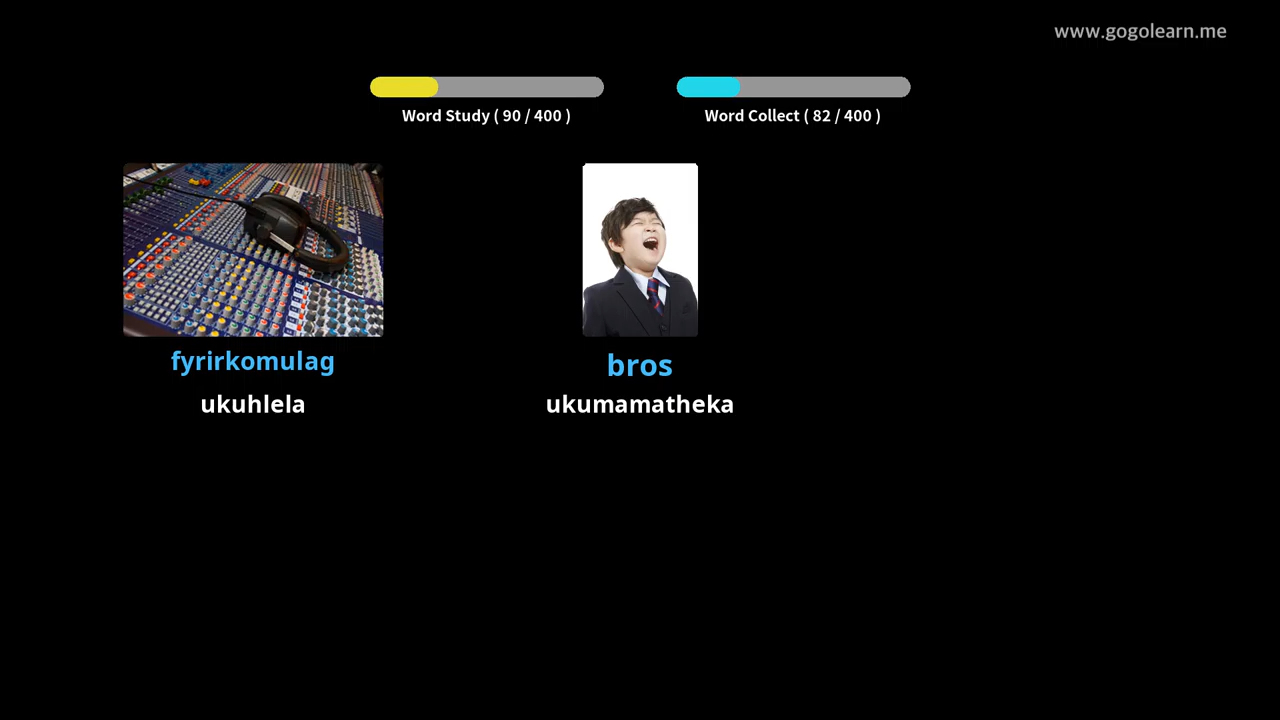 www.gogolearn.me
Word Study ( 90 / 400 )
Word Collect ( 82 / 400 )
fyrirkomulag
ukuhlela
bros
ukumamatheka